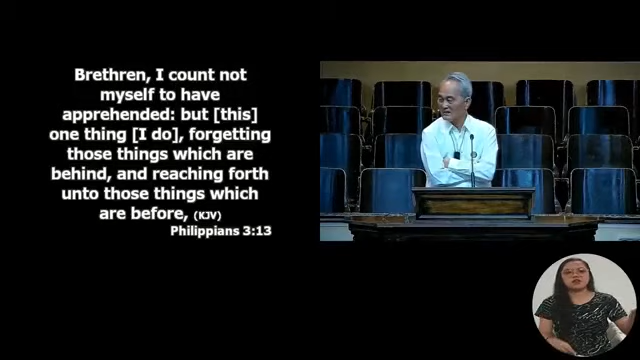 Brethren, I count not
myself to have
apprehended: but [this]
one thing [I do], forgetting
those things which are
behind, and reaching forth
unto those things which
are before, (KJV)
Philippians 3:13